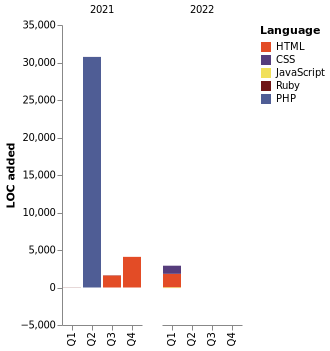 2021
2022
35,000
30,000
25,000
20,000
15,000
10,000
5,000
0
−5,000
LOC added
Q1
Q2
Q3
Q4
Q1
Q2
Q3
Q4
Language
HTML
CSS
JavaScript
Ruby
PHP